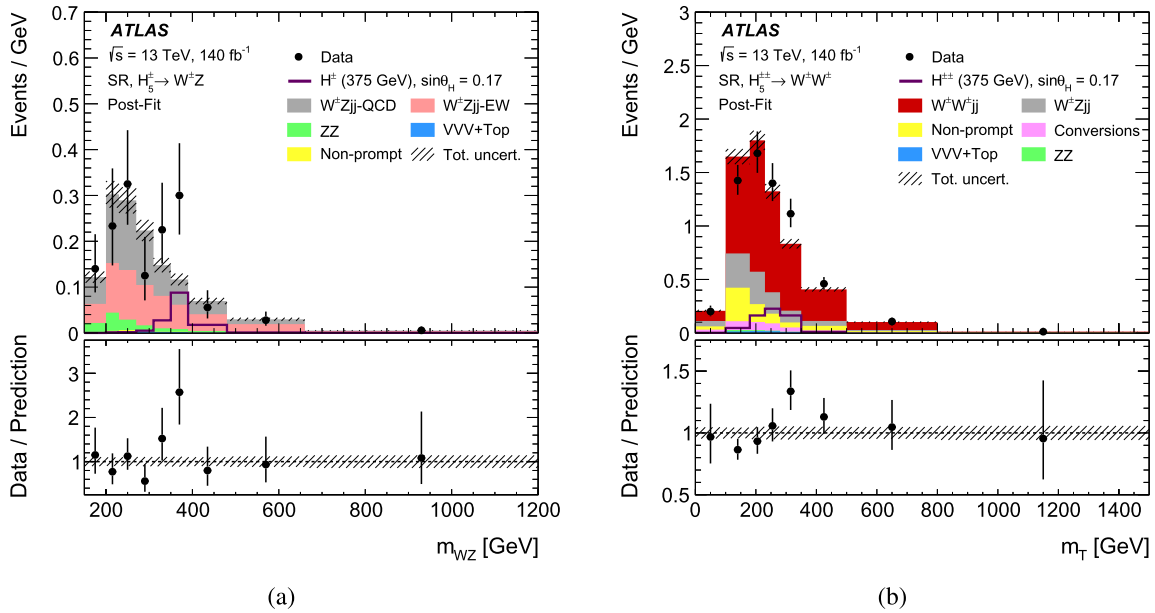 ATLAS
√s = 13 TeV, 140 fb⁻¹
SR, H₅^± → W^±Z
Post-Fit
Data
H^± (375 GeV), sinθ_H = 0.17
W^±Zjj-QCD
W^±Zjj-EW
ZZ
VVV+Top
Non-prompt
Tot. uncert.
Events / GeV
0.7
0.6
0.5
0.4
0.3
0.2
0.1
0
Data / Prediction
3
2
1
200 400 600 800 1000 1200
m_WZ [GeV]
(a)
ATLAS
√s = 13 TeV, 140 fb⁻¹
SR, H₅^±± → W^±W^±
Post-Fit
Data
H^±± (375 GeV), sinθ_H = 0.17
W^±W^±jj
W^±Zjj
Non-prompt
Conversions
VVV+Top
ZZ
Tot. uncert.
Events / GeV
3
2.5
2
1.5
1
0.5
0
Data / Prediction
1.5
1
0.5
0 200 400 600 800 1000 1200 1400
m_T [GeV]
(b)